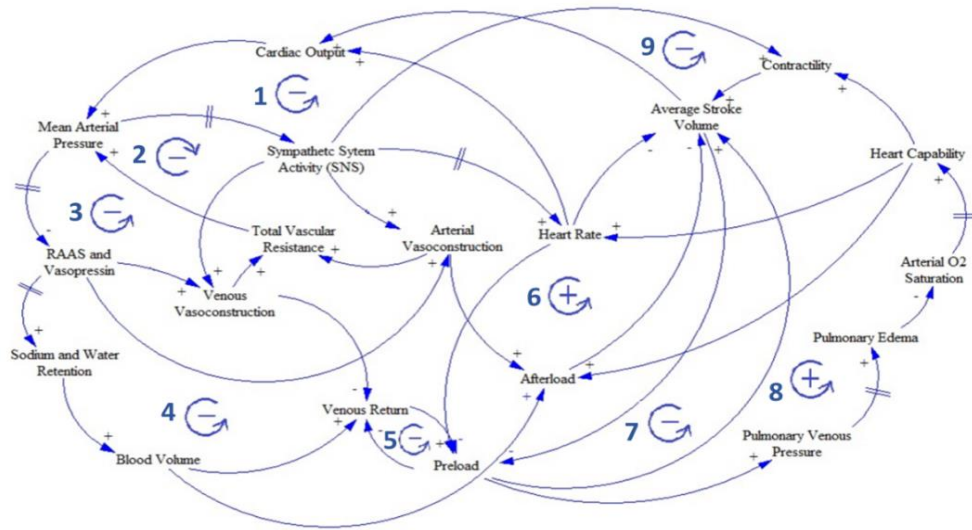 Cardiac Output
+
+
9
−
+
Contractility
1
−
+
Average Stroke
Volume
+
+
Mean Arterial
Pressure
+
2
−
Sympathetc Sytem
Activity (SNS)
-
-
+
Heart Capability
+
3
−
-
RAAS and
Vasopressin
Total Vascular
Resistance
+
+
+
Arterial
Vasoconstruction
+
+
Heart Rate
+
+
+
Venous
Vasoconstruction
6
+
Arterial O2
Saturation
-
+
Sodium and Water
Retention
+
Afterload
+
+
Pulmonary Edema
+
8
+
4
−
-
Venous Return
+
-
5
−
+
-
Preload
7
−
-
+
Blood Volume
Pulmonary Venous
Pressure
+